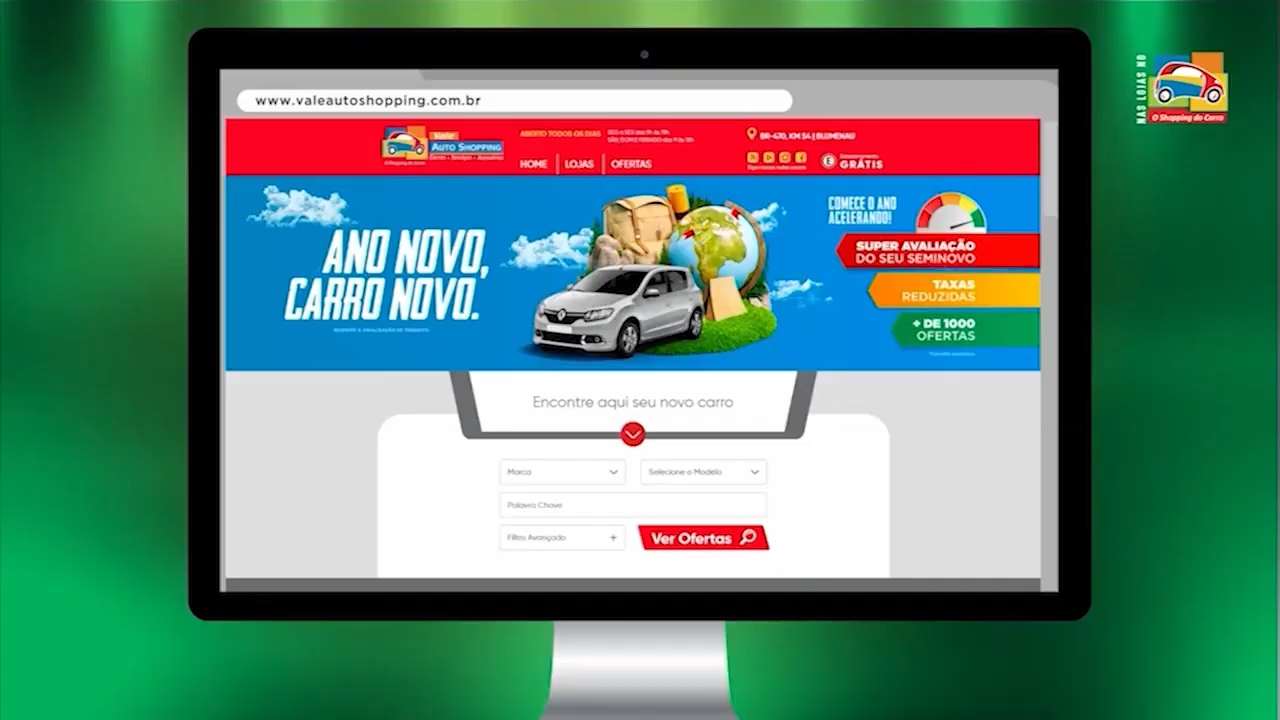 www.valeautoshopping.com.br
NAS LOJAS NO
O Shopping do Carro
Vale
AUTO SHOPPING
ABERTO TODOS OS DIAS
BR-470, KM 54 | BLUMENAU
HOME
LOJAS
OFERTAS
Estacionamento
GRÁTIS
ANO NOVO,
CARRO NOVO.
COMECE O ANO
ACELERANDO!
SUPER AVALIAÇÃO
DO SEU SEMINOVO
TAXAS
REDUZIDAS
+ DE 1000
OFERTAS
Encontre aqui seu novo carro
Marca
Selecione o Modelo
Palavra Chave
Filtro Avançado +
Ver Ofertas